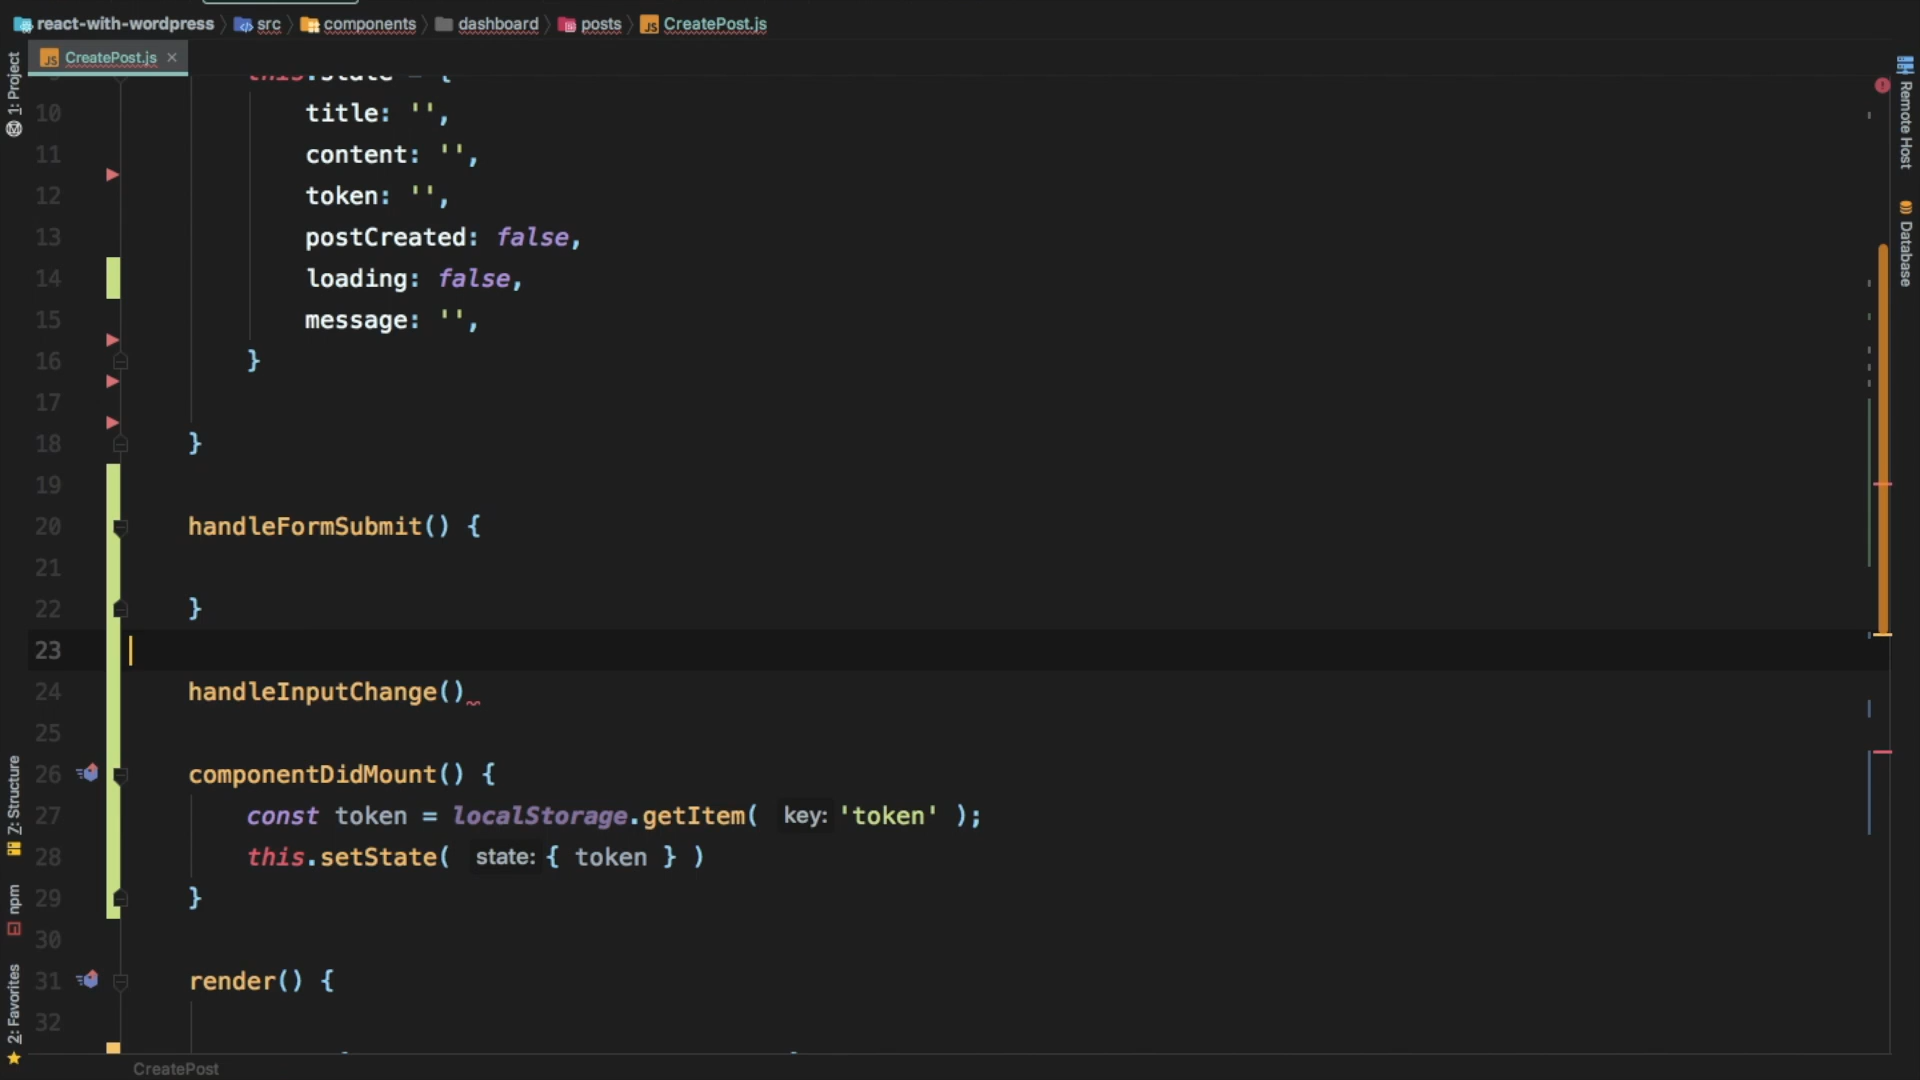 react-with-wordpress src components dashboard posts CreatePost.js
CreatePost.js
1: Project
Z: Structure
npm
2: Favorites
Remote Host
Database
this.state = {
10 title: '',
11 content: '',
12 token: '',
13 postCreated: false,
14 loading: false,
15 message: '',
16 }
17
18 }
19
20 handleFormSubmit() {
21
22 }
23
24 handleInputChange()
25
26 componentDidMount() {
27 const token = localStorage.getItem( key: 'token' );
28 this.setState( state: { token } )
29 }
30
31 render() {
32
CreatePost